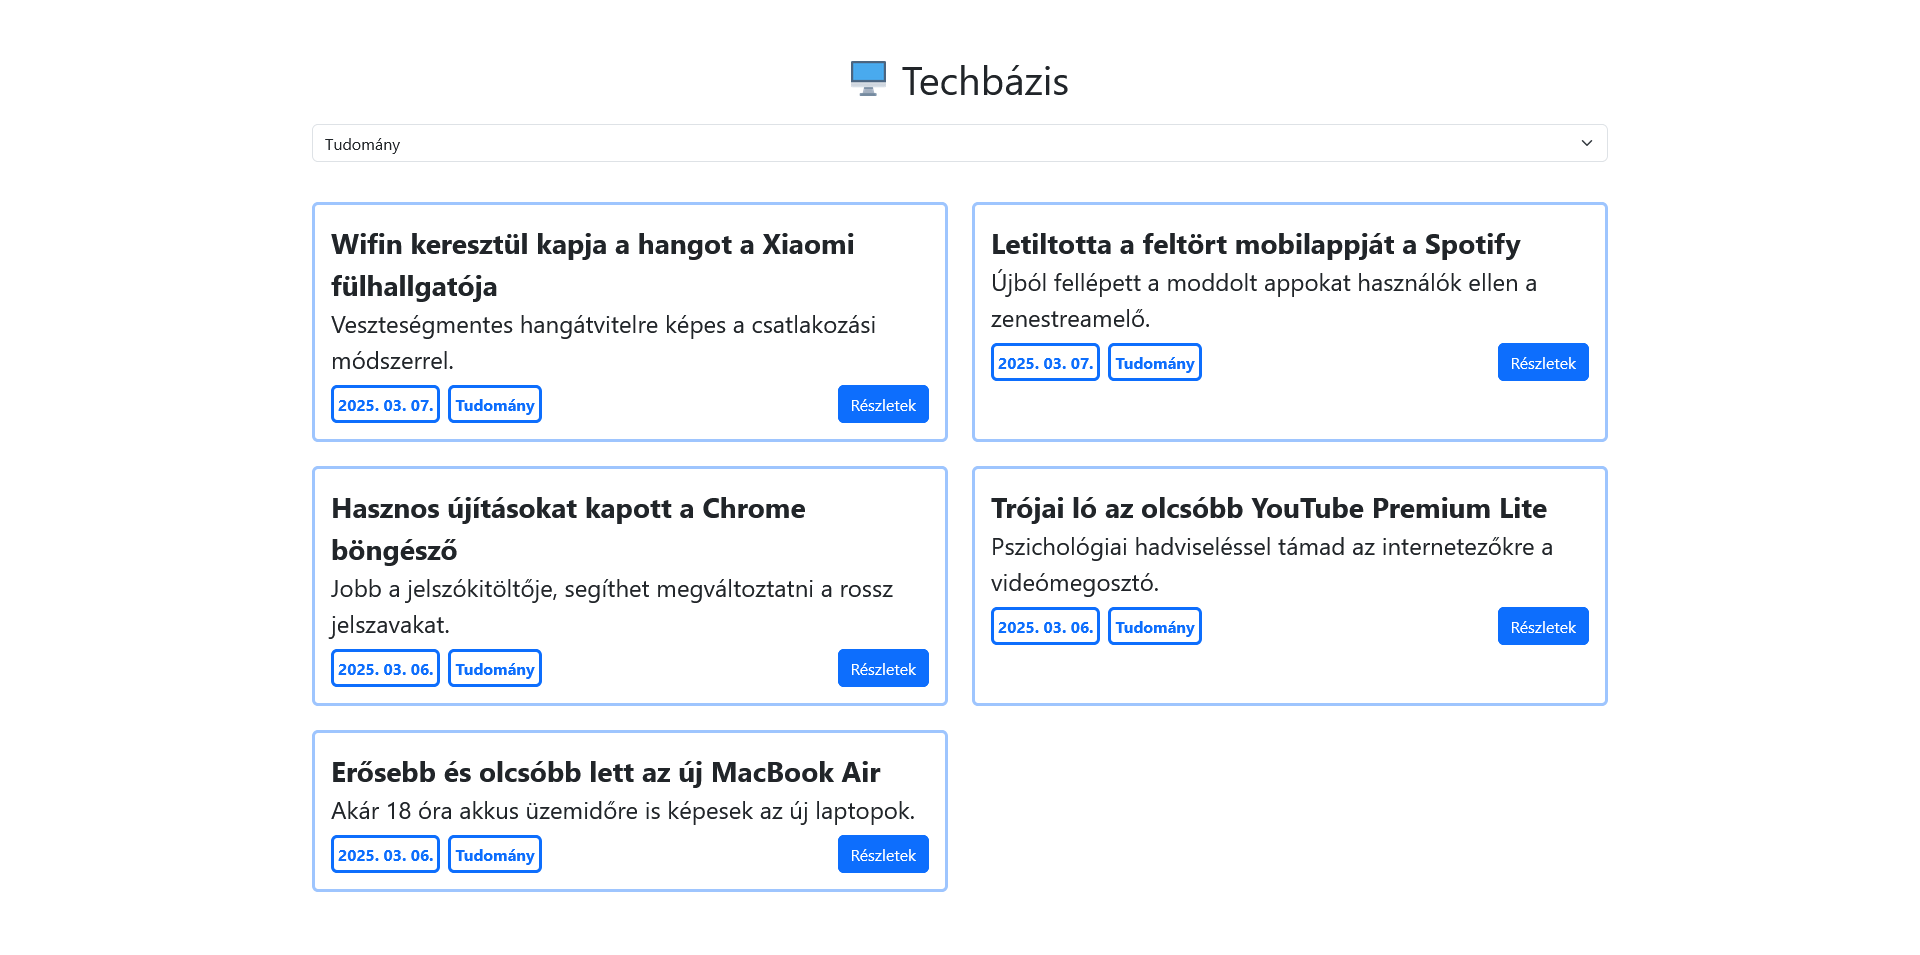 Techbázis
Tudomány
Wifin keresztül kapja a hangot a Xiaomi
fülhallgatója
Veszteségmentes hangátvitelre képes a csatlakozási
módszerrel.
2025. 03. 07. Tudomány Részletek
Letiltotta a feltört mobilappját a Spotify
Újból fellépett a moddolt appokat használók ellen a
zenestreamelő.
2025. 03. 07. Tudomány Részletek
Hasznos újításokat kapott a Chrome
böngésző
Jobb a jelszókitöltője, segíthet megváltoztatni a rossz
jelszavakat.
2025. 03. 06. Tudomány Részletek
Trójai ló az olcsóbb YouTube Premium Lite
Pszichológiai hadviseléssel támad az internetezőkre a
videómegosztó.
2025. 03. 06. Tudomány Részletek
Erősebb és olcsóbb lett az új MacBook Air
Akár 18 óra akkus üzemidőre is képesek az új laptopok.
2025. 03. 06. Tudomány Részletek